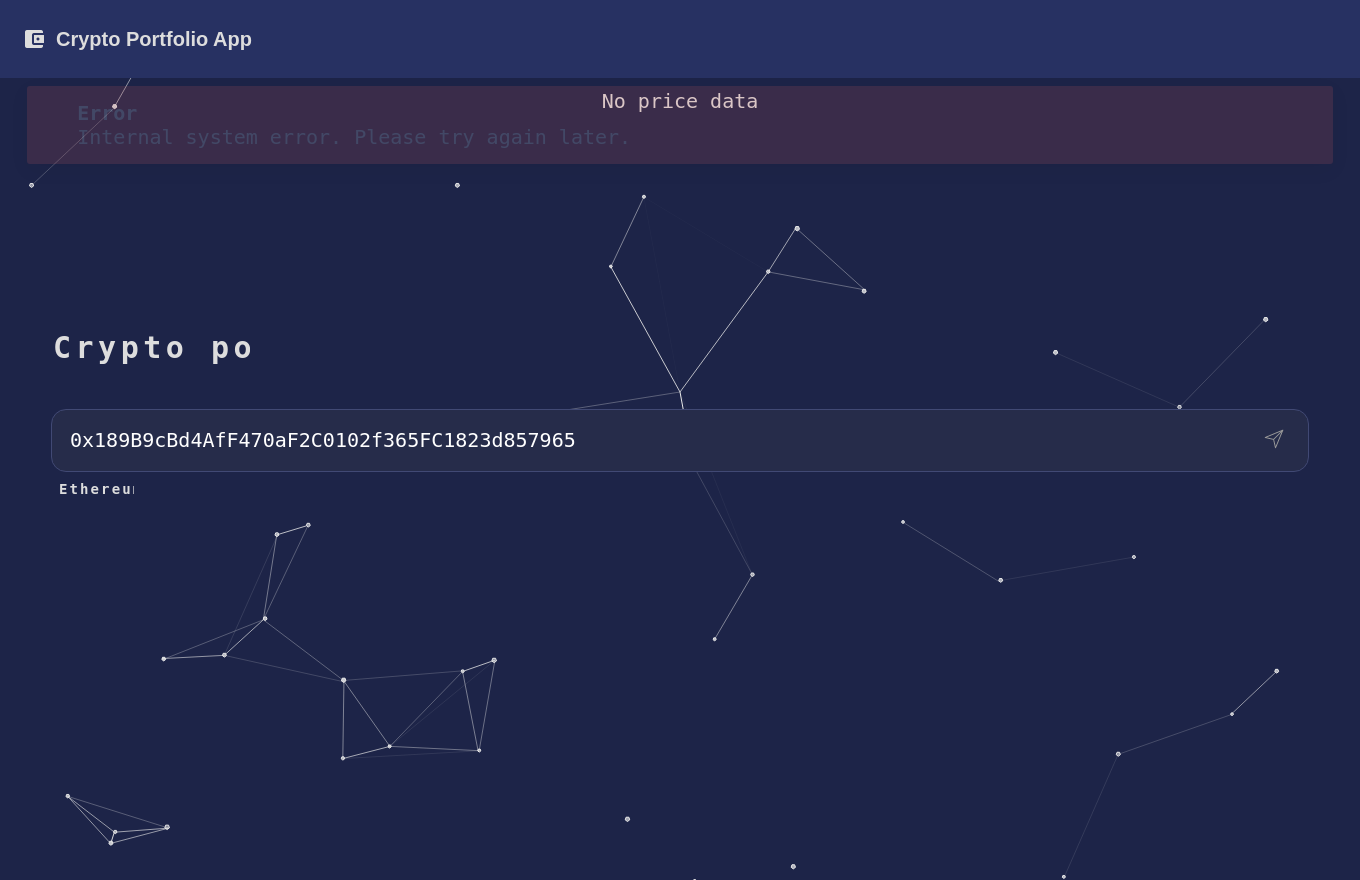 Crypto Portfolio App
No price data
Error
Internal system error. Please try again later.
Crypto po
0x189B9cBd4AfF470aF2C0102f365FC1823d857965
Ethereu